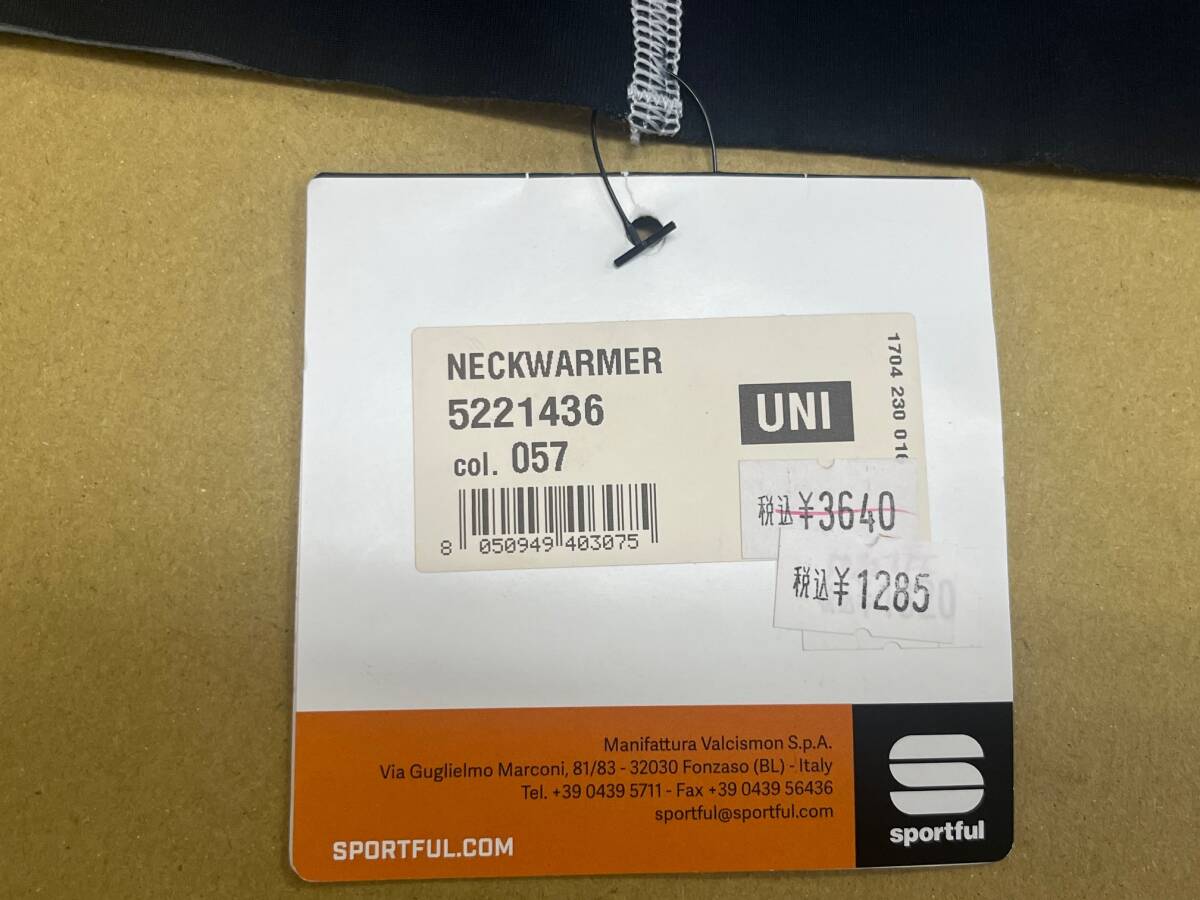 NECKWARMER
5221436
col. 057
UNI
1704 230 01
8 050949 403075
税込¥3640
税込¥1285
Manifattura Valcismon S.p.A.
Via Guglielmo Marconi, 81/83 - 32030 Fonzaso (BL) - Italy
Tel. +39 0439 5711 - Fax +39 0439 56436
sportful@sportful.com
SPORTFUL.COM
sportful